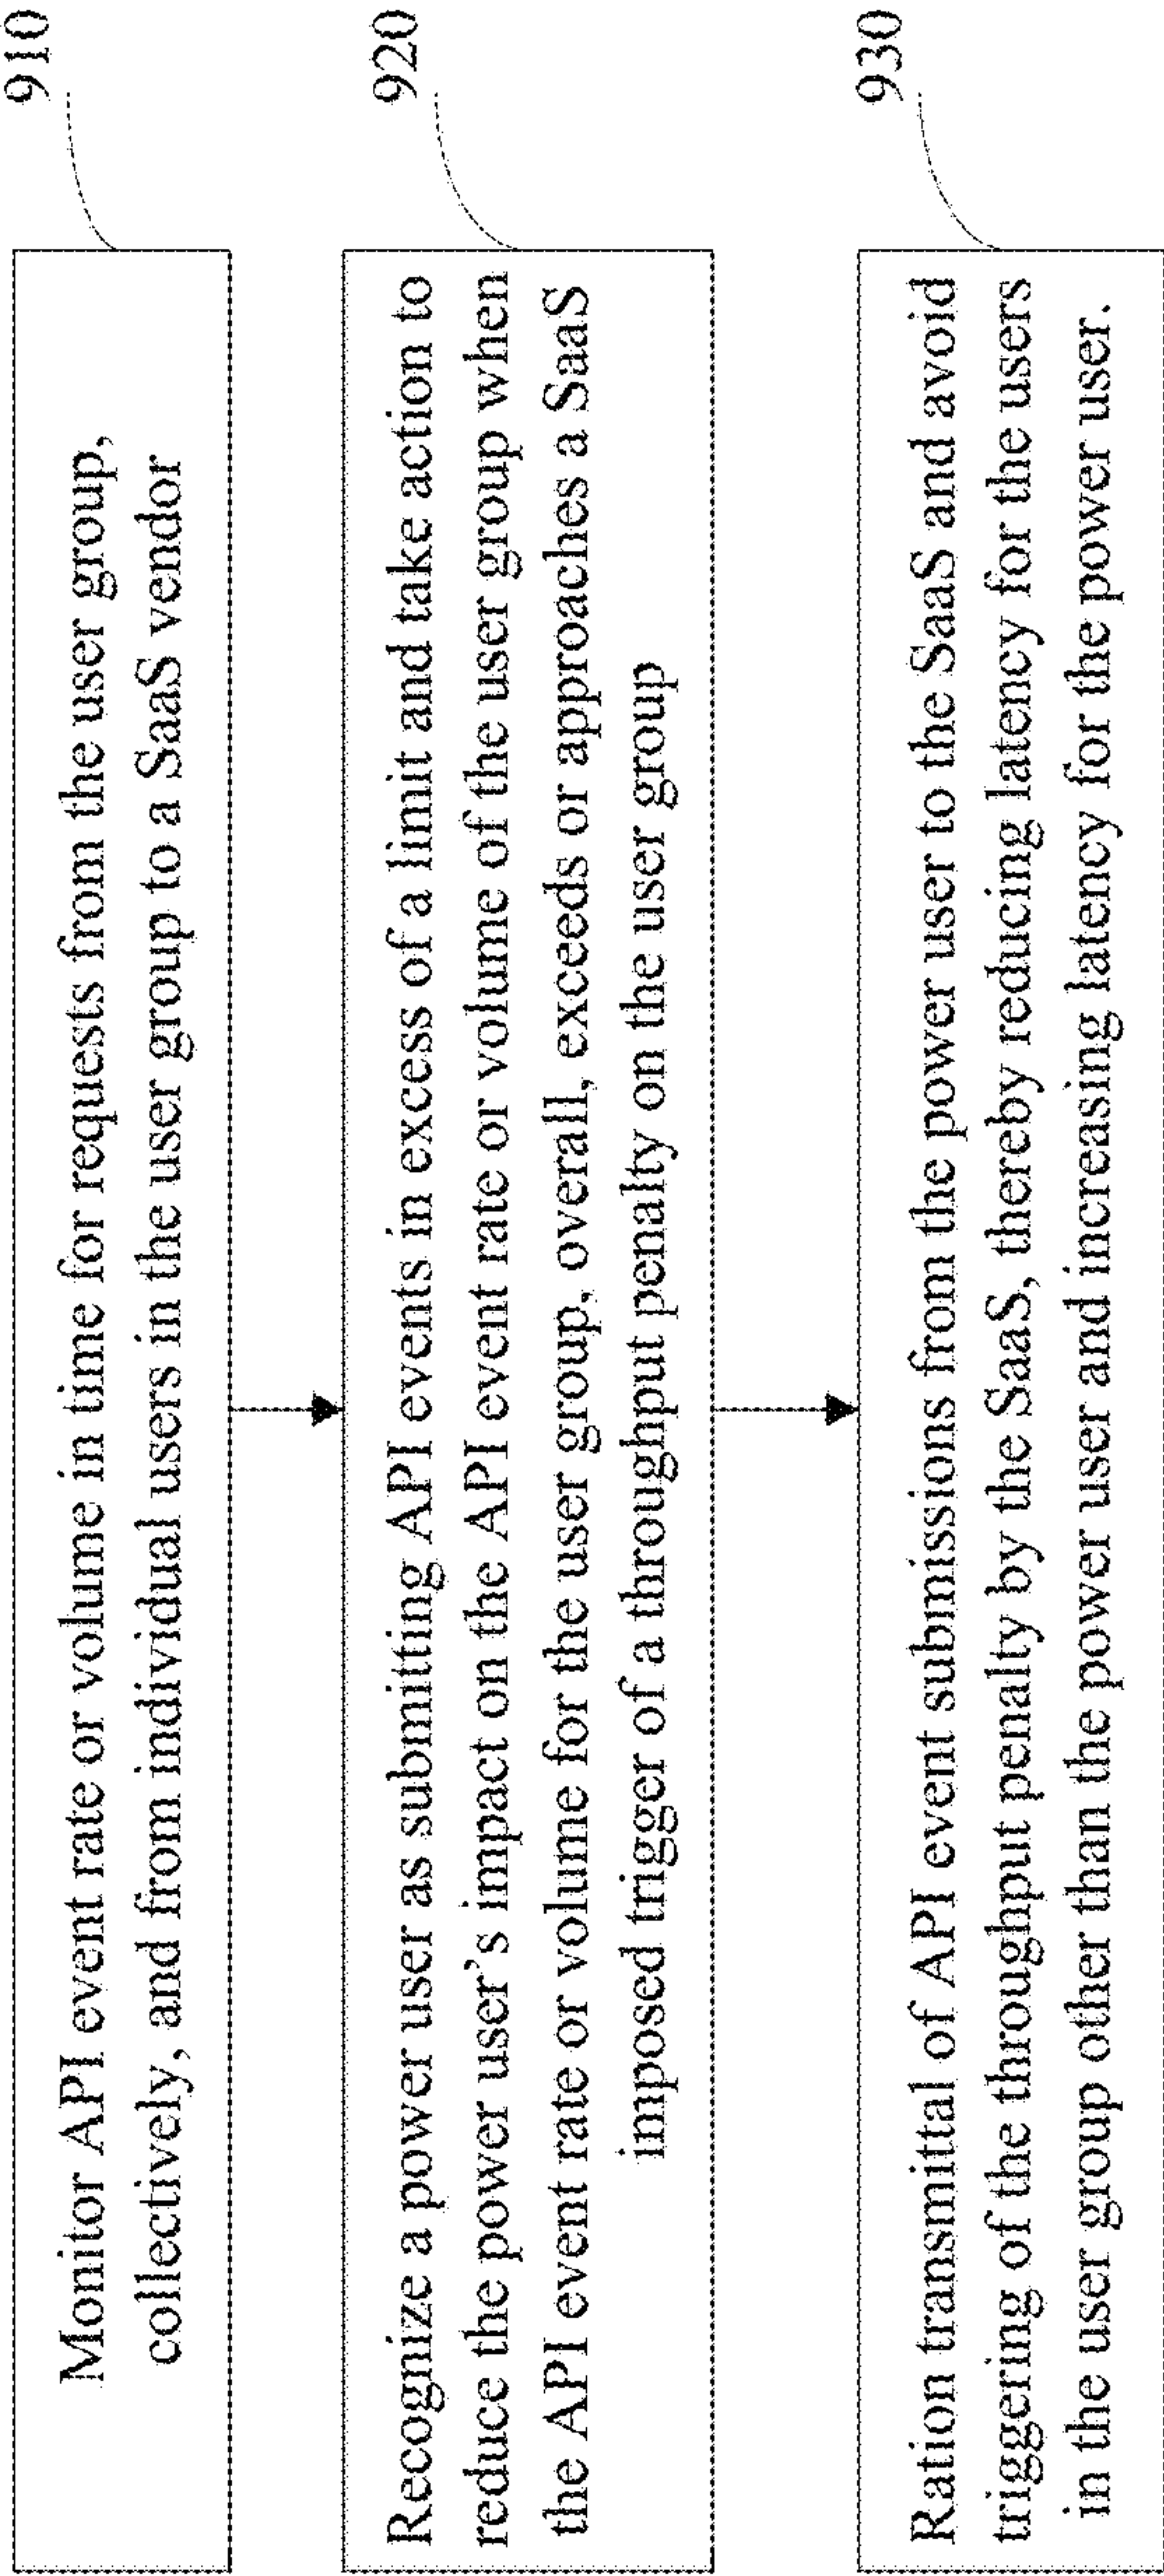 Monitor API event rate or volume in time for requests from the user group,
collectively, and from individual users in the user group to a SaaS vendor
910
Recognize a power user as submitting API events in excess of a limit and take action to
reduce the power user's impact on the API event rate or volume of the user group when
the API event rate or volume for the user group, overall, exceeds or approaches a SaaS
imposed trigger of a throughput penalty on the user group
920
Ration transmittal of API event submissions from the power user to the SaaS and avoid
triggering of the throughput penalty by the SaaS, thereby reducing latency for the users
in the user group other than the power user and increasing latency for the power user.
930